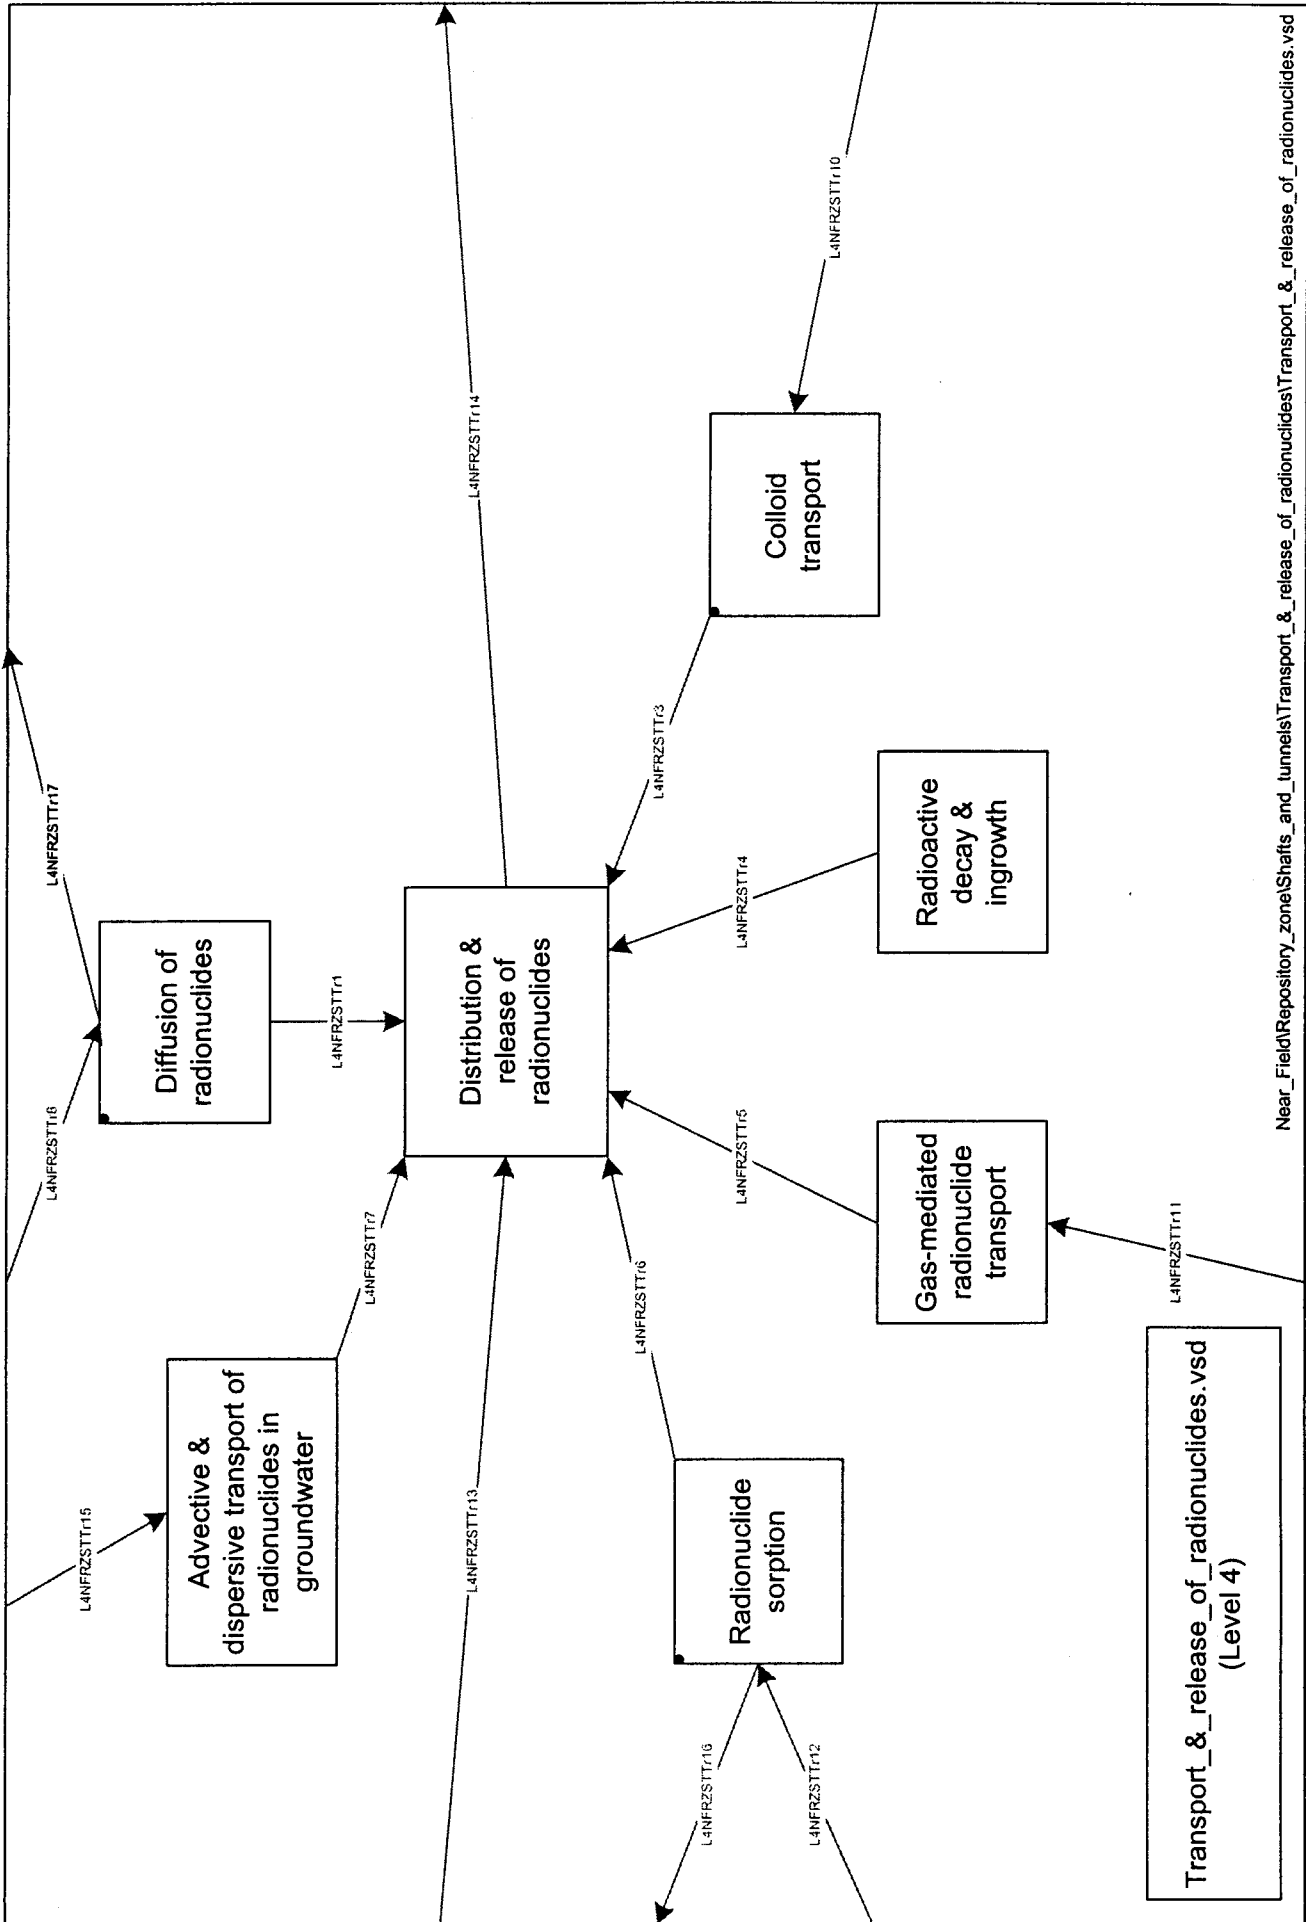 L4NFRZSTTr15
L4NFRZSTTr8
L4NFRZSTTr17
Advective &
dispersive transport of
radionuclides in
groundwater
Diffusion of
radionuclides
L4NFRZSTTr7
L4NFRZSTTr1
L4NFRZSTTr13
Distribution &
release of
radionuclides
L4NFRZSTTr14
L4NFRZSTTr16
L4NFRZSTTr12
Radionuclide
sorption
L4NFRZSTTr6
L4NFRZSTTr5
L4NFRZSTTr4
L4NFRZSTTr3
Colloid
transport
L4NFRZSTTr10
Gas-mediated
radionuclide
transport
Radioactive
decay &
ingrowth
L4NFRZSTTr11
Transport_&_release_of_radionuclides.vsd
(Level 4)
Near_Field\Repository_zone\Shafts_and_tunnels\Transport_&_release_of_radionuclides\Transport_&_release_of_radionuclides.vsd